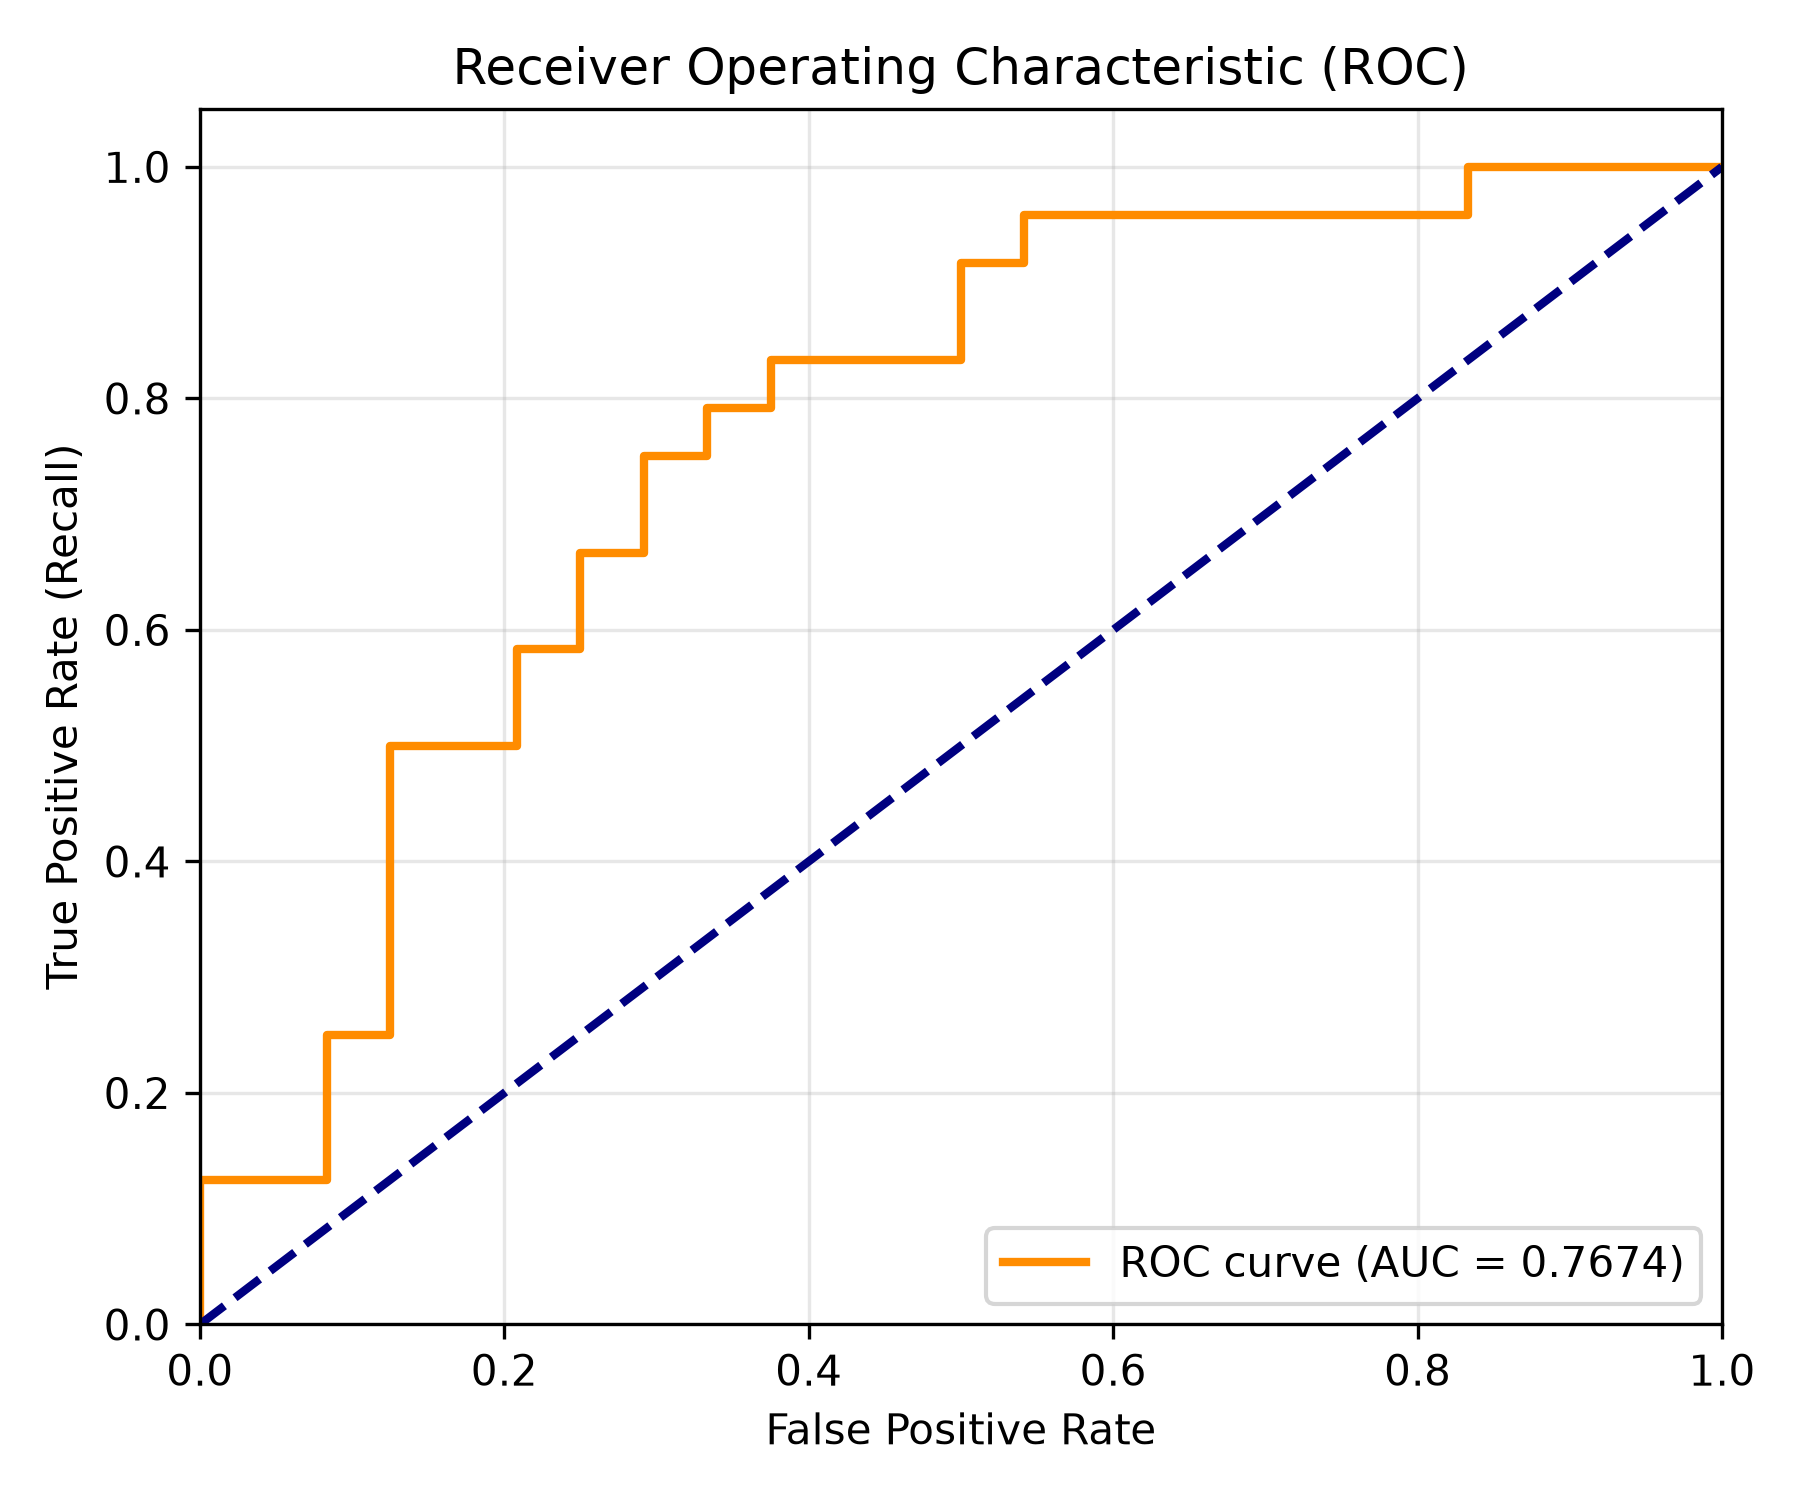 Receiver Operating Characteristic (ROC)
True Positive Rate (Recall)
1.0
0.8
0.6
0.4
0.2
0.0
ROC curve (AUC = 0.7674)
0.0 0.2 0.4 0.6 0.8 1.0
False Positive Rate